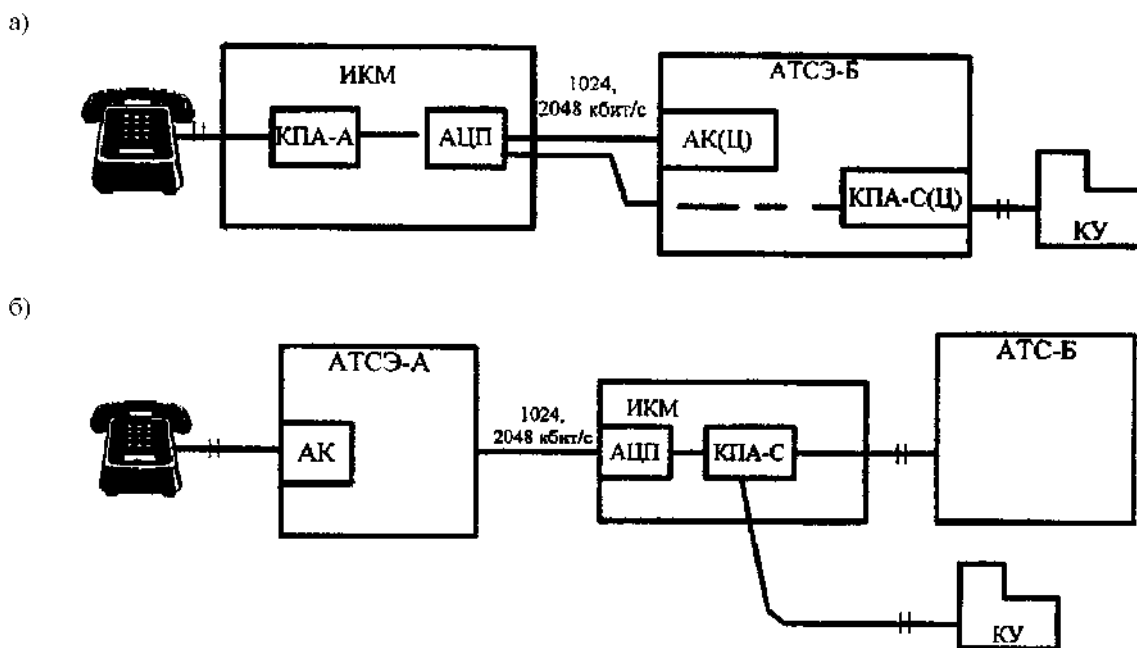 а)
ИКМ
КПА-А
АЦП
1024,
2048 кбит/с
АТСЭ-Б
АК(Ц)
КПА-С(Ц)
КУ
б)
АТСЭ-А
АК
1024,
2048 кбит/с
ИКМ
АЦП
КПА-С
АТС-Б
КУ